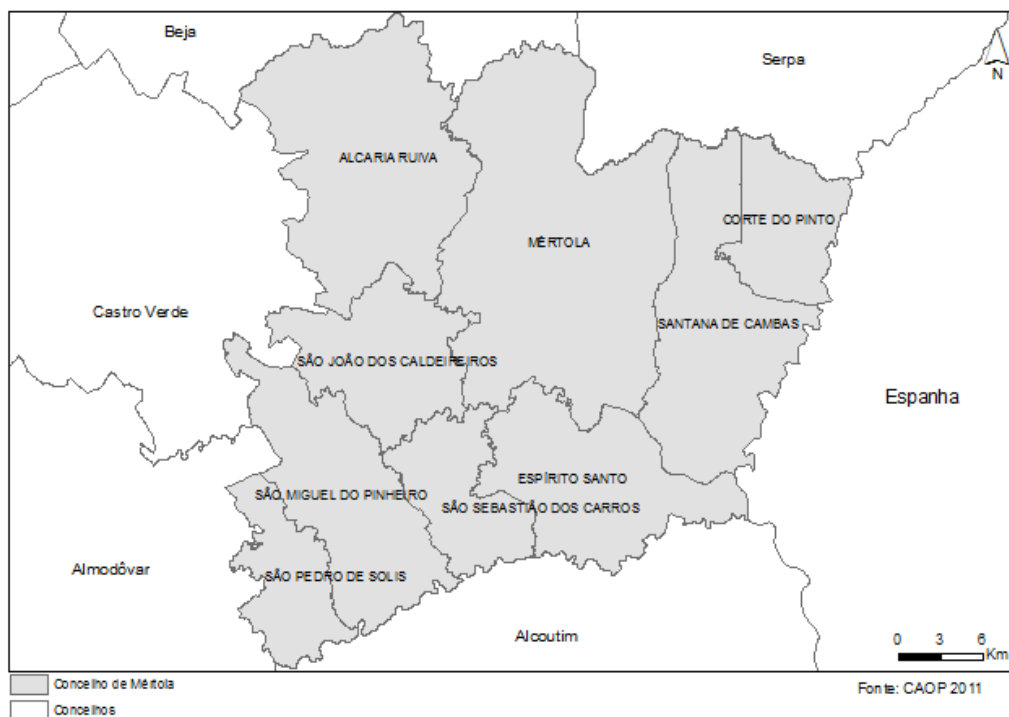 Beja
Serpa
N
ALCARIA RUIVA
CORTE DO PINTO
MÉRTOLA
Castro Verde
SANTANA DE CAMBAS
SÃO JOÃO DOS CALDEIREIROS
Espanha
ESPÍRITO SANTO
SÃO MIGUEL DO PINHEIRO
SÃO SEBASTIÃO DOS CARROS
Almodôvar
SÃO PEDRO DE SOLIS
Alcoutim
0 3 6
Km
Concelho de Mértola
Fonte: CAOP 2011
Concelhos